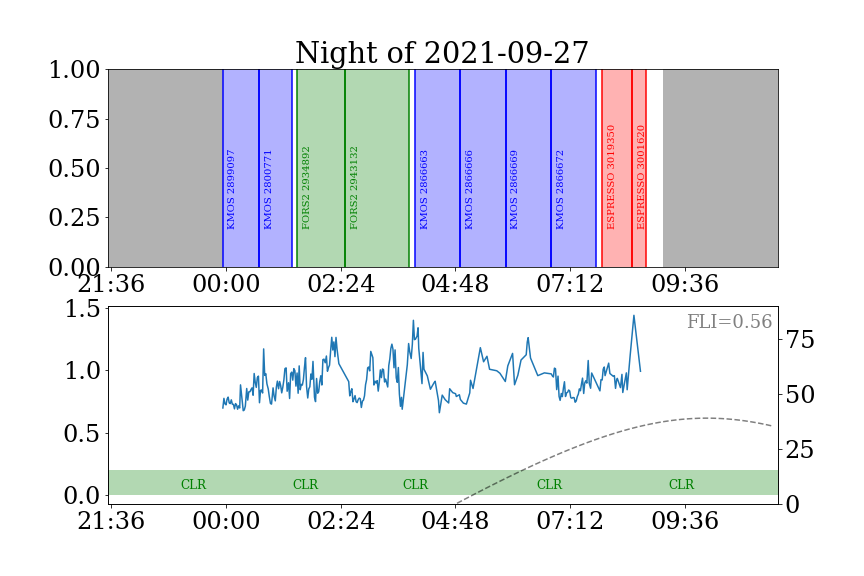 Night of 2021-09-27
1.00
0.75
0.50
0.25
0.00
KMOS 2899097
KMOS 2800771
FORS2 2934892
FORS2 2943132
KMOS 2866663
KMOS 2866666
KMOS 2866669
KMOS 2866672
ESPRESSO 3019350
ESPRESSO 3001620
21:36 00:00 02:24 04:48 07:12 09:36
FLI=0.56
1.5
1.0
0.5
0.0
75
50
25
0
CLR CLR CLR CLR CLR
21:36 00:00 02:24 04:48 07:12 09:36